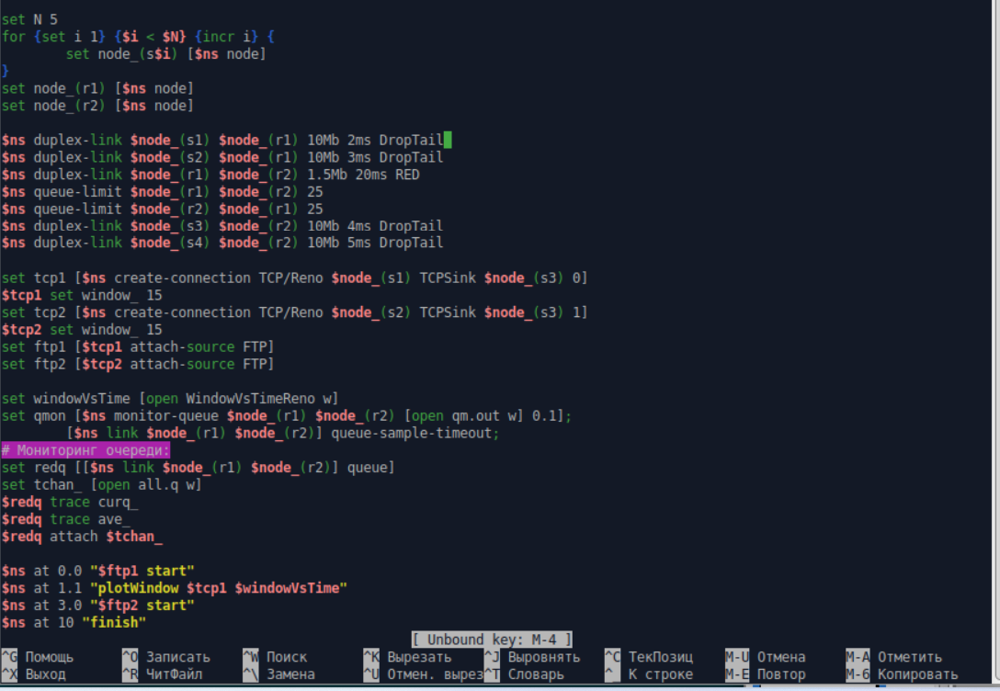 set N 5
for {set i 1} {$i < $N} {incr i} {
        set node_(s$i) [$ns node]
}
set node_(r1) [$ns node]
set node_(r2) [$ns node]

$ns duplex-link $node_(s1) $node_(r1) 10Mb 2ms DropTail
$ns duplex-link $node_(s2) $node_(r1) 10Mb 3ms DropTail
$ns duplex-link $node_(r1) $node_(r2) 1.5Mb 20ms RED
$ns queue-limit $node_(r1) $node_(r2) 25
$ns queue-limit $node_(r2) $node_(r1) 25
$ns duplex-link $node_(s3) $node_(r2) 10Mb 4ms DropTail
$ns duplex-link $node_(s4) $node_(r2) 10Mb 5ms DropTail

set tcp1 [$ns create-connection TCP/Reno $node_(s1) TCPSink $node_(s3) 0]
$tcp1 set window_ 15
set tcp2 [$ns create-connection TCP/Reno $node_(s2) TCPSink $node_(s3) 1]
$tcp2 set window_ 15
set ftp1 [$tcp1 attach-source FTP]
set ftp2 [$tcp2 attach-source FTP]

set windowVsTime [open WindowVsTimeReno w]
set qmon [$ns monitor-queue $node_(r1) $node_(r2) [open qm.out w] 0.1];
        [$ns link $node_(r1) $node_(r2)] queue-sample-timeout;
# Мониторинг очереди:
set redq [[$ns link $node_(r1) $node_(r2)] queue]
set tchan_ [open all.q w]
$redq trace curq_
$redq trace ave_
$redq attach $tchan_

$ns at 0.0 "$ftp1 start"
$ns at 1.1 "plotWindow $tcp1 $windowVsTime"
$ns at 3.0 "$ftp2 start"
$ns at 10 "finish"
[ Unbound key: M-4 ]
^G Помощь ^O Записать ^W Поиск ^K Вырезать ^J Выровнять ^C ТекПозиц M-U Отмена M-A Отметить
^X Выход ^R ЧитФайл ^\ Замена ^U Отмен. вырез ^T Словарь ^_ К строке M-E Повтор M-6 Копировать